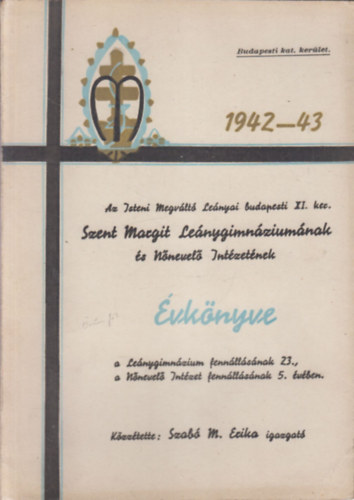 Budapesti kat. kerület.
1942–43
Az Isteni Megváltó Leányai budapesti XI. ker.
Szent Margit Leánygimnáziumának
és Nőnevelő Intézetének
Évkönyve
a Leánygimnázium fennállásának 23.,
a Nőnevelő Intézet fennállásának 5. évében.
Közzétette: Szabó M. Erika igazgató